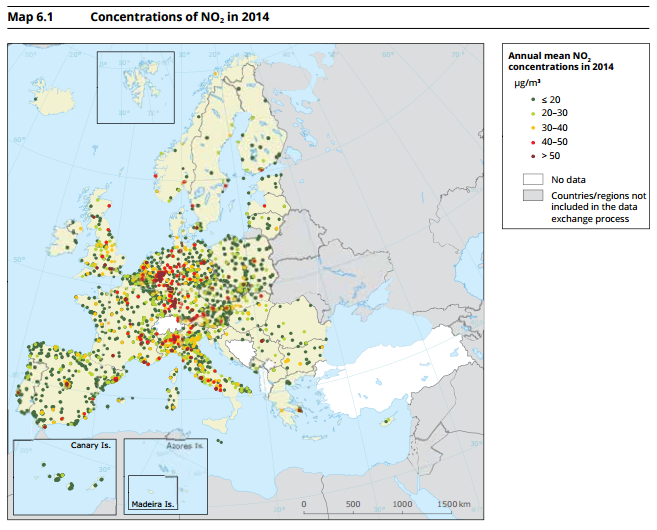 Map 6.1 Concentrations of NO₂ in 2014
Annual mean NO₂
concentrations in 2014
µg/m³
≤ 20
20–30
30–40
40–50
> 50
No data
Countries/regions not
included in the data
exchange process
Canary Is.
Azores Is.
Madeira Is.
0 500 1000 1500 km